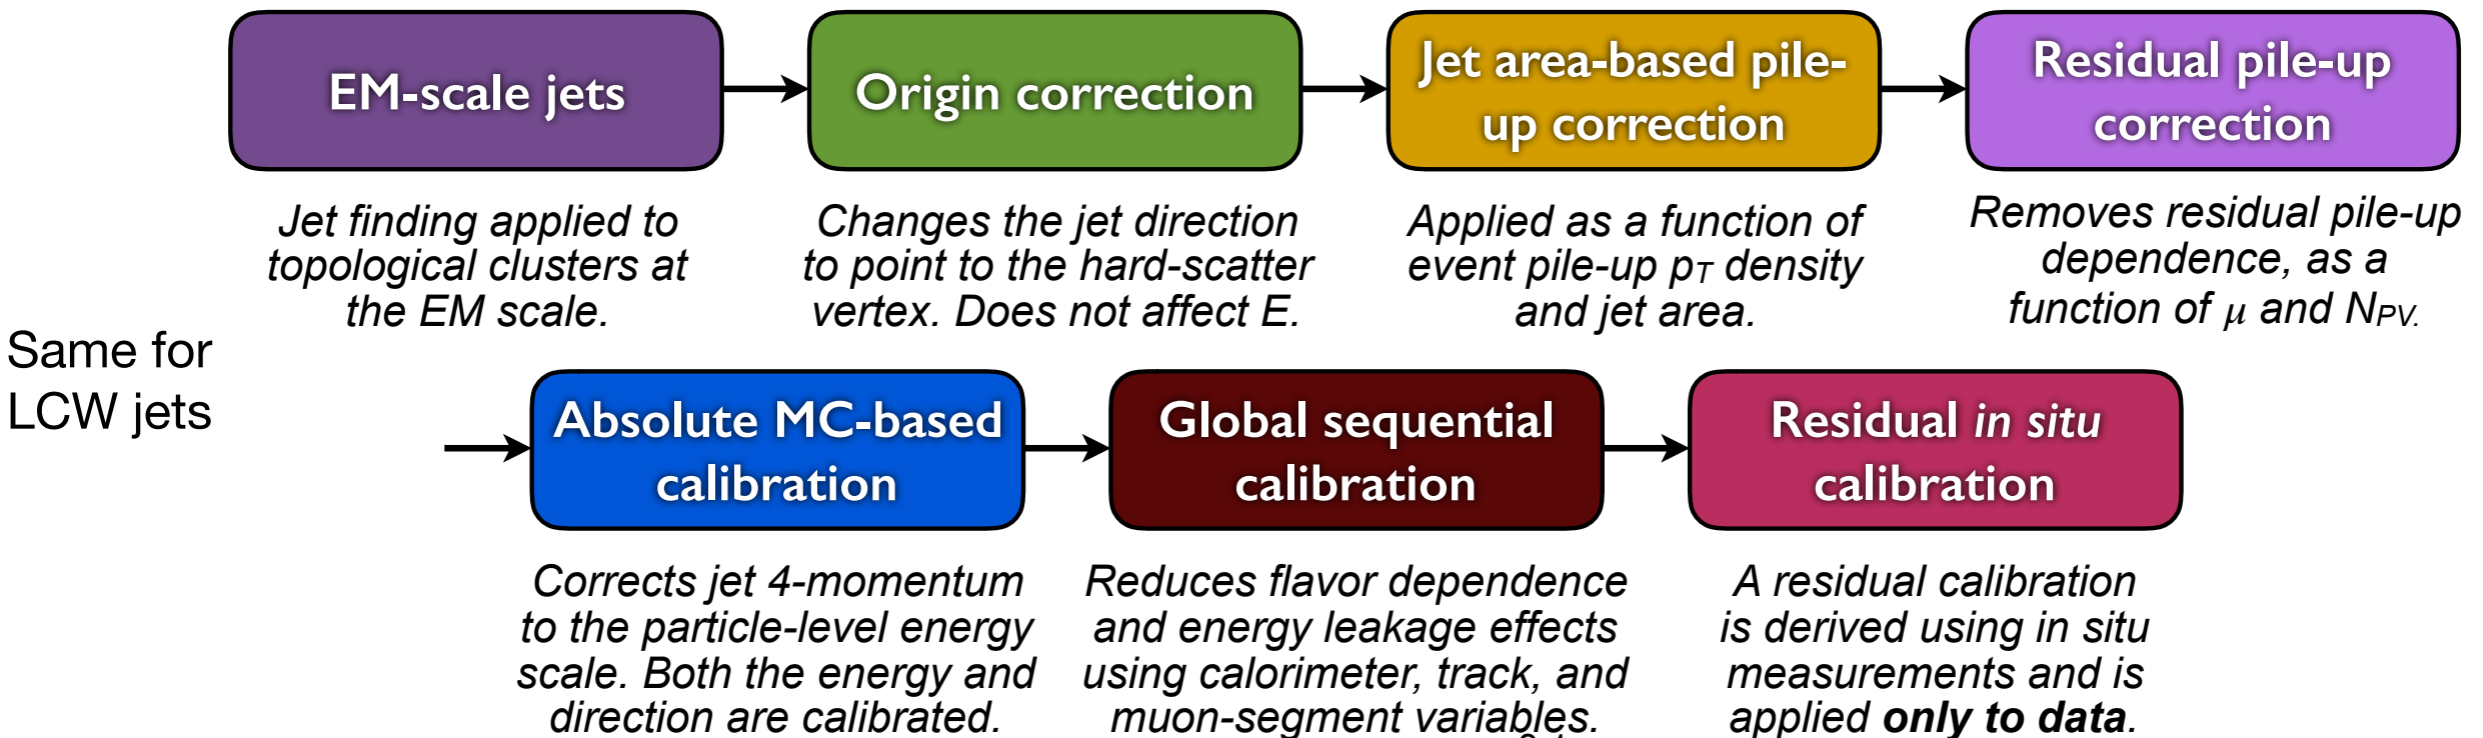 EM-scale jets
Origin correction
Jet area-based pile-
up correction
Residual pile-up
correction
Jet finding applied to
topological clusters at
the EM scale.
Changes the jet direction
to point to the hard-scatter
vertex. Does not affect E.
Applied as a function of
event pile-up pT density
and jet area.
Removes residual pile-up
dependence, as a
function of μ and NPV.
Same for
LCW jets
Absolute MC-based
calibration
Global sequential
calibration
Residual in situ
calibration
Corrects jet 4-momentum
to the particle-level energy
scale. Both the energy and
direction are calibrated.
Reduces flavor dependence
and energy leakage effects
using calorimeter, track, and
muon-segment variables.
A residual calibration
is derived using in situ
measurements and is
applied only to data.